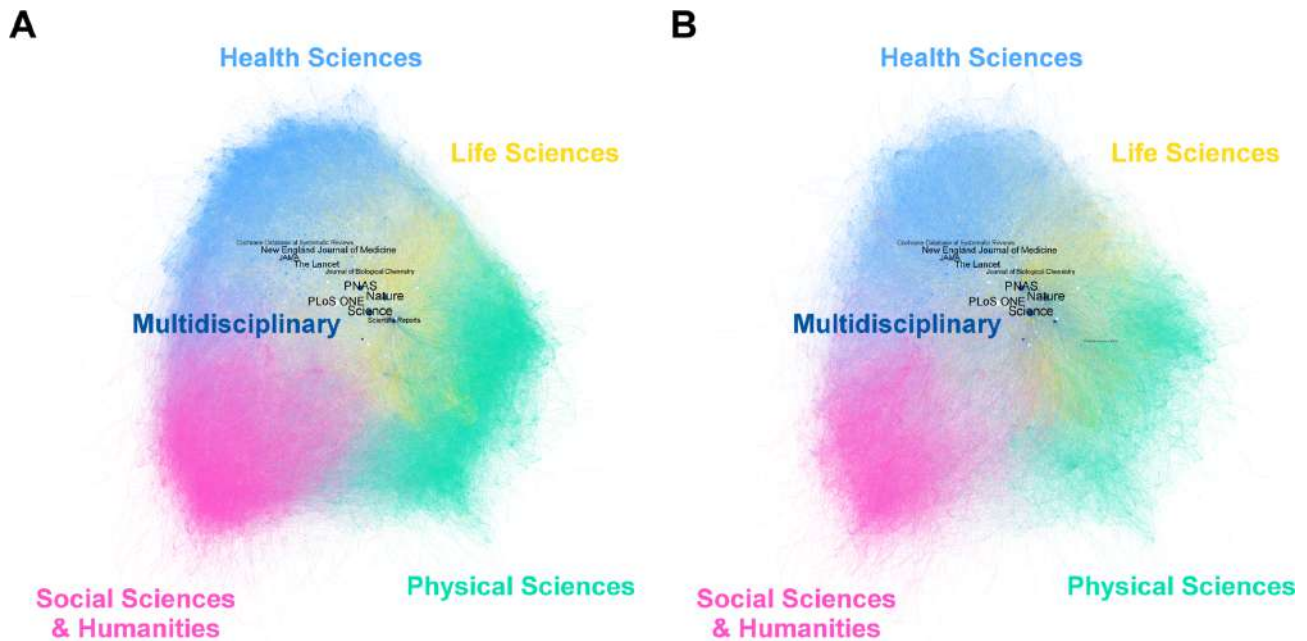 A
Health Sciences
Life Sciences
Cochrane Database of Systematic Reviews
New England Journal of Medicine
JAMA
The Lancet
Journal of Biological Chemistry
PNAS
Nature
PLoS ONE
Science
Multidisciplinary
Scientific Reports
Social Sciences
& Humanities
Physical Sciences
B
Health Sciences
Life Sciences
Cochrane Database of Systematic Reviews
New England Journal of Medicine
JAMA
The Lancet
Journal of Biological Chemistry
PNAS
Nature
PLoS ONE
Science
Multidisciplinary
Social Sciences
& Humanities
Physical Sciences